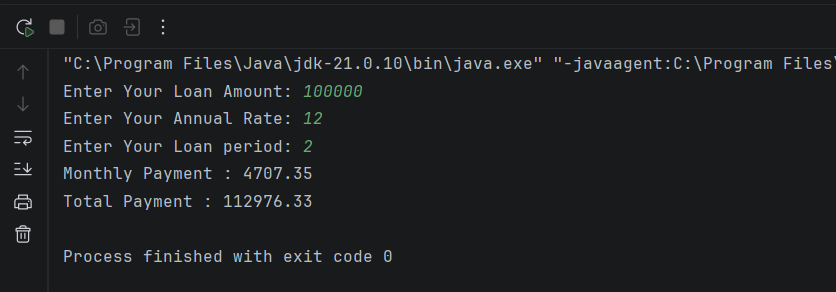 "C:\Program Files\Java\jdk-21.0.10\bin\java.exe" "-javaagent:C:\Program Files\
Enter Your Loan Amount: 100000
Enter Your Annual Rate: 12
Enter Your Loan period: 2
Monthly Payment : 4707.35
Total Payment : 112976.33
Process finished with exit code 0